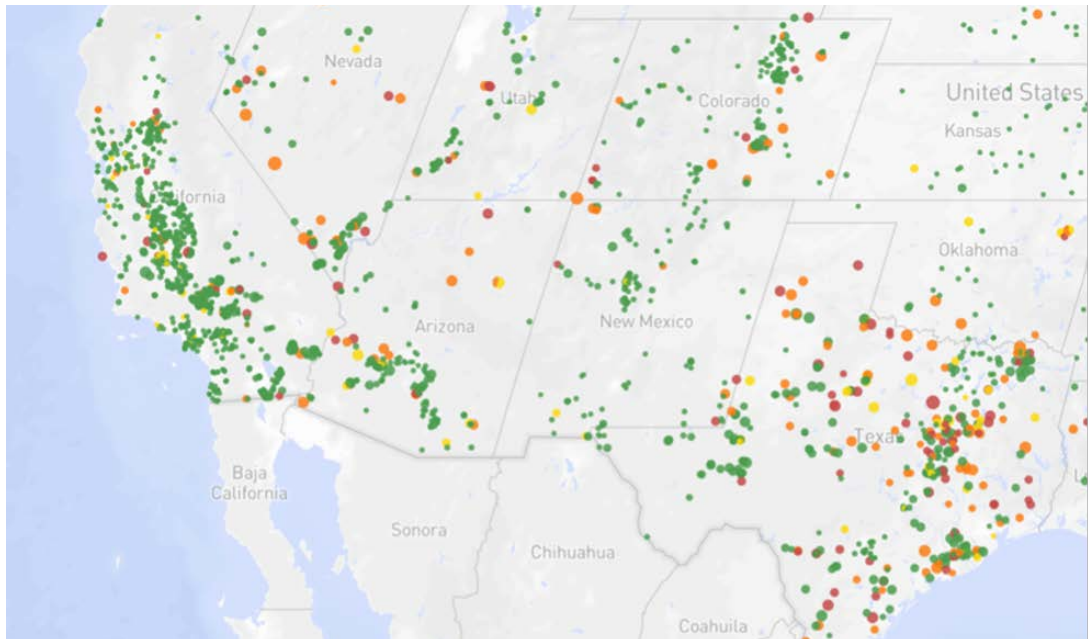 Nevada
Utah
Colorado
United States
Kansas
California
Oklahoma
Arizona
New Mexico
Texas
Baja
California
Sonora
Chihuahua
Coahuila